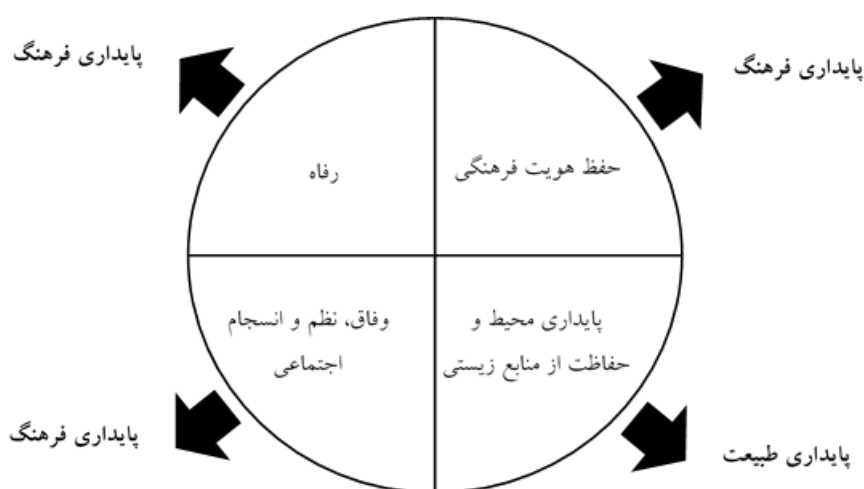 پایداری فرهنگ
پایداری فرهنگ
حفظ هویت فرهنگی
رفاه
پایداری محیط و
حفاظت از منابع زیستی
وفاق، نظم و انسجام
اجتماعی
پایداری طبیعت
پایداری فرهنگ